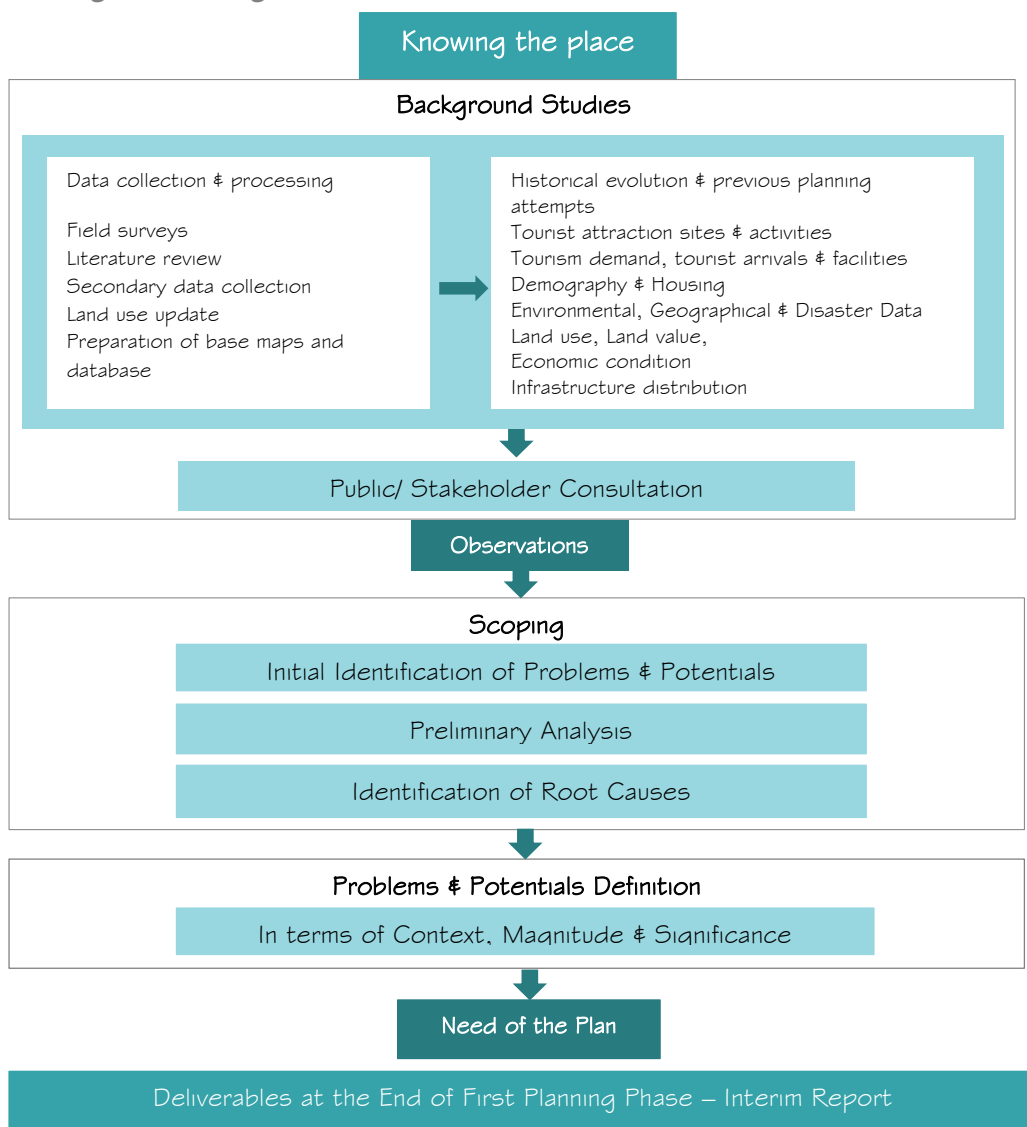 Knowing the place
Background Studies
Data collection & processing
Field surveys
Literature review
Secondary data collection
Land use update
Preparation of base maps and
database
Historical evolution & previous planning
attempts
Tourist attraction sites & activities
Tourism demand, tourist arrivals & facilities
Demography & Housing
Environmental, Geographical & Disaster Data
Land use, Land value,
Economic condition
Infrastructure distribution
Public/ Stakeholder Consultation
Observations
Scoping
Initial Identification of Problems & Potentials
Preliminary Analysis
Identification of Root Causes
Problems & Potentials Definition
In terms of Context, Magnitude & Significance
Need of the Plan
Deliverables at the End of First Planning Phase – Interim Report